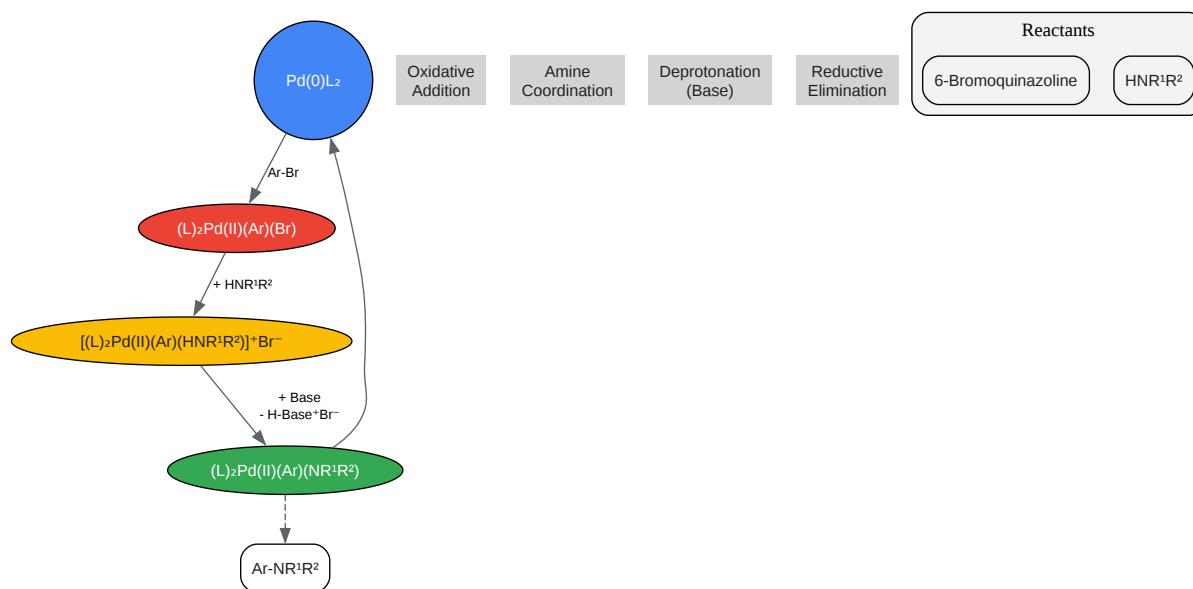 Reactants
Pd(0)L₂
Oxidative
Addition
Amine
Coordination
Deprotonation
(Base)
Reductive
Elimination
6-Bromoquinazoline
HNR¹R²
Ar-Br
(L)₂Pd(II)(Ar)(Br)
+ HNR¹R²
[(L)₂Pd(II)(Ar)(HNR¹R²)]⁺Br⁻
+ Base
- H-Base⁺Br⁻
(L)₂Pd(II)(Ar)(NR¹R²)
Ar-NR¹R²